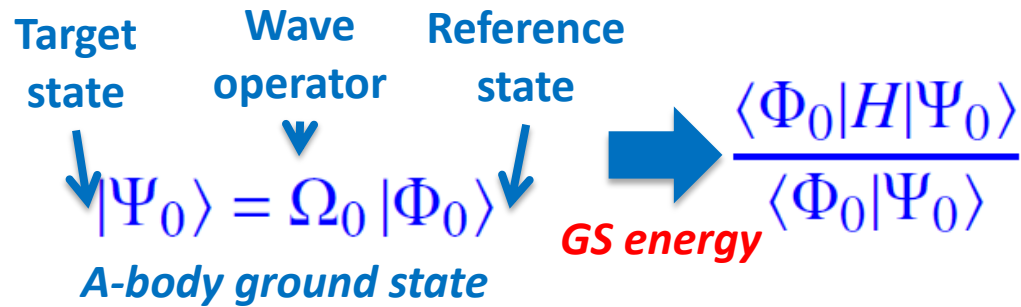 Target state
Wave operator
Reference state
|Ψ₀⟩ = Ω₀ |Φ₀⟩
A-body ground state
GS energy
⟨Φ₀|H|Ψ₀⟩
⟨Φ₀|Ψ₀⟩